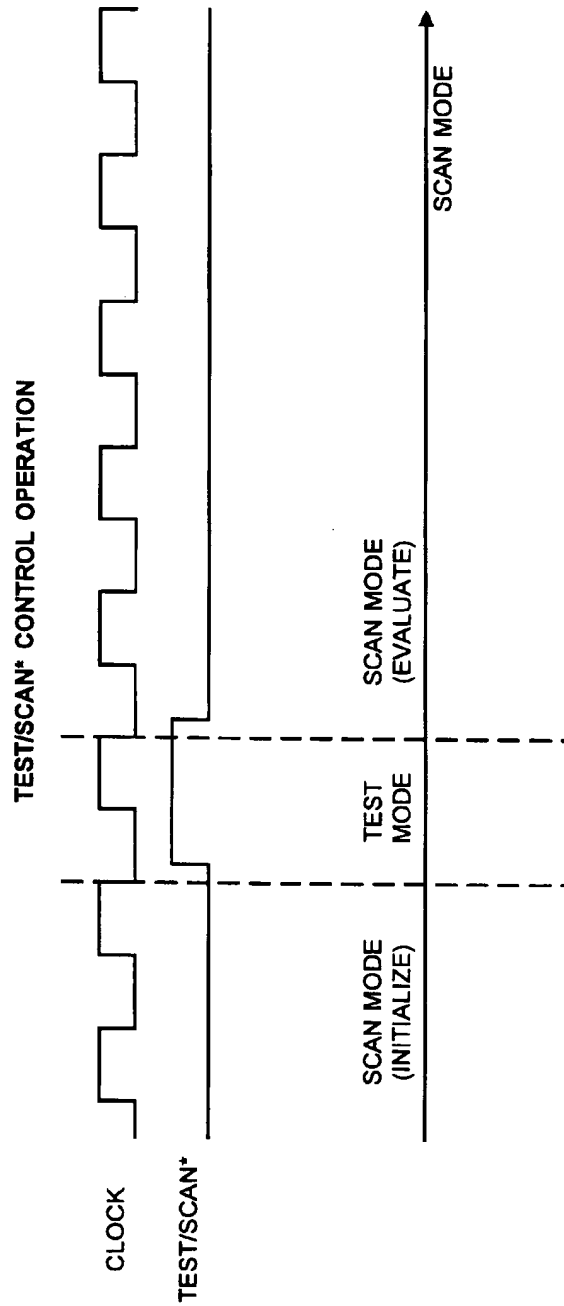 TEST/SCAN* CONTROL OPERATION
CLOCK
TEST/SCAN*
SCAN MODE
(INITIALIZE)
TEST
MODE
SCAN MODE
(EVALUATE)
SCAN MODE